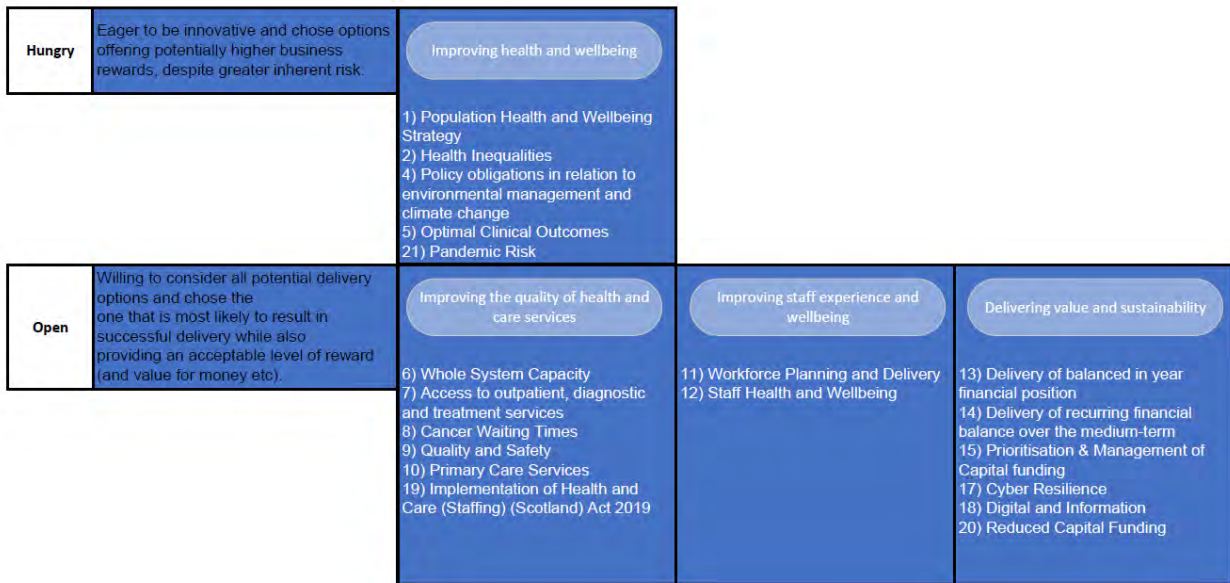 Hungry
Eager to be innovative and chose options
offering potentially higher business
rewards, despite greater inherent risk.
Improving health and wellbeing
1) Population Health and Wellbeing
Strategy
2) Health Inequalities
4) Policy obligations in relation to
environmental management and
climate change
5) Optimal Clinical Outcomes
21) Pandemic Risk
Open
Willing to consider all potential delivery
options and chose the
one that is most likely to result in
successful delivery while also
providing an acceptable level of reward
(and value for money etc).
Improving the quality of health and
care services
6) Whole System Capacity
7) Access to outpatient, diagnostic
and treatment services
8) Cancer Waiting Times
9) Quality and Safety
10) Primary Care Services
19) Implementation of Health and
Care (Staffing) (Scotland) Act 2019
Improving staff experience and
wellbeing
11) Workforce Planning and Delivery
12) Staff Health and Wellbeing
Delivering value and sustainability
13) Delivery of balanced in year
financial position
14) Delivery of recurring financial
balance over the medium-term
15) Prioritisation & Management of
Capital funding
17) Cyber Resilience
18) Digital and Information
20) Reduced Capital Funding